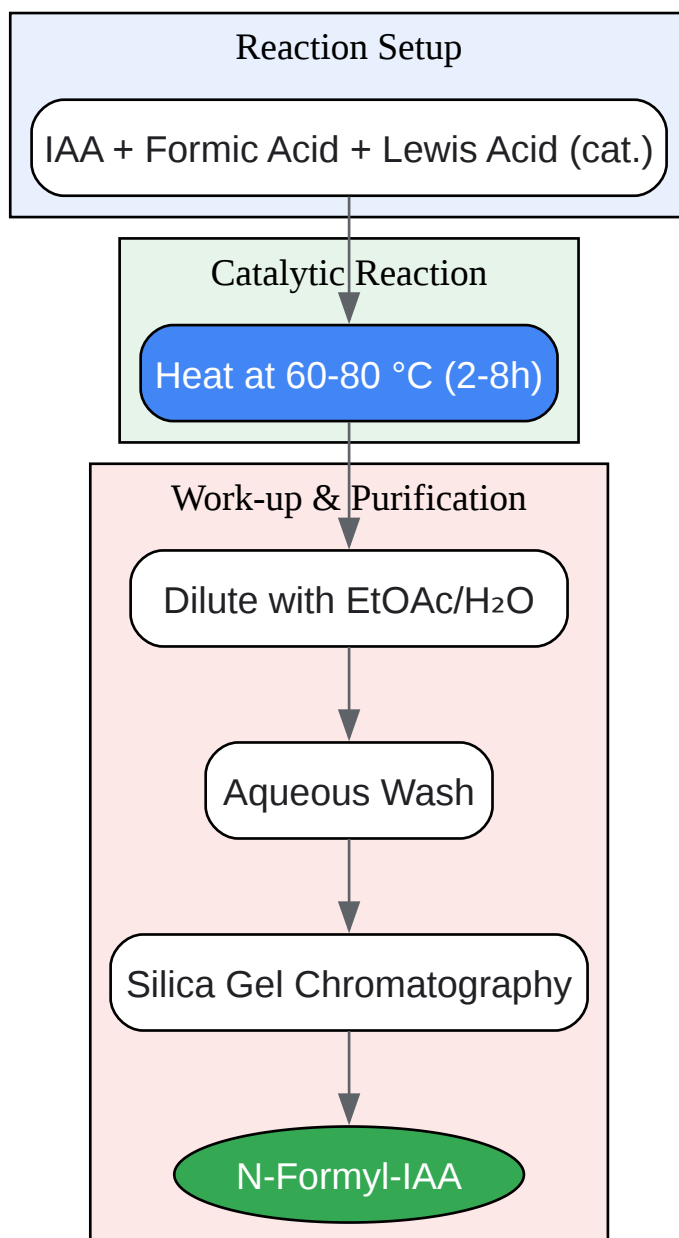 Reaction Setup
IAA + Formic Acid + Lewis Acid (cat.)
Catalytic Reaction
Heat at 60-80 °C (2-8h)
Work-up & Purification
Dilute with EtOAc/H₂O
Aqueous Wash
Silica Gel Chromatography
N-Formyl-IAA